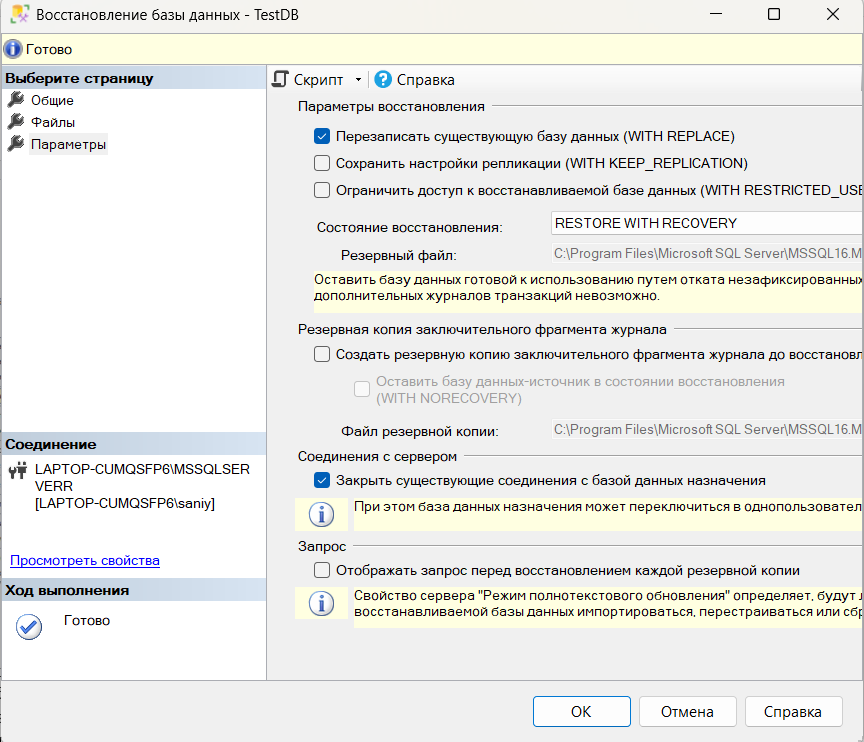 Восстановление базы данных - TestDB
Готово
Выберите страницу
Общие
Файлы
Параметры
Соединение
LAPTOP-CUMQSFP6\MSSQLSER
VERR
[LAPTOP-CUMQSFP6\saniy]
Просмотреть свойства
Ход выполнения
Готово
Скрипт
Справка
Параметры восстановления
Перезаписать существующую базу данных (WITH REPLACE)
Сохранить настройки репликации (WITH KEEP_REPLICATION)
Ограничить доступ к восстанавливаемой базе данных (WITH RESTRICTED_USE
Состояние восстановления:
RESTORE WITH RECOVERY
Резервный файл:
C:\Program Files\Microsoft SQL Server\MSSQL16.M
Оставить базу данных готовой к использованию путем отката незафиксированных
дополнительных журналов транзакций невозможно.
Резервная копия заключительного фрагмента журнала
Создать резервную копию заключительного фрагмента журнала до восстановл
Оставить базу данных-источник в состоянии восстановления
(WITH NORECOVERY)
Файл резервной копии:
C:\Program Files\Microsoft SQL Server\MSSQL16.M
Соединения с сервером
Закрыть существующие соединения с базой данных назначения
При этом база данных назначения может переключиться в однопользовател
Запрос
Отображать запрос перед восстановлением каждой резервной копии
Свойство сервера "Режим полнотекстового обновления" определяет, будут л
восстанавливаемой базы данных импортироваться, перестраиваться или сбр
ОК
Отмена
Справка